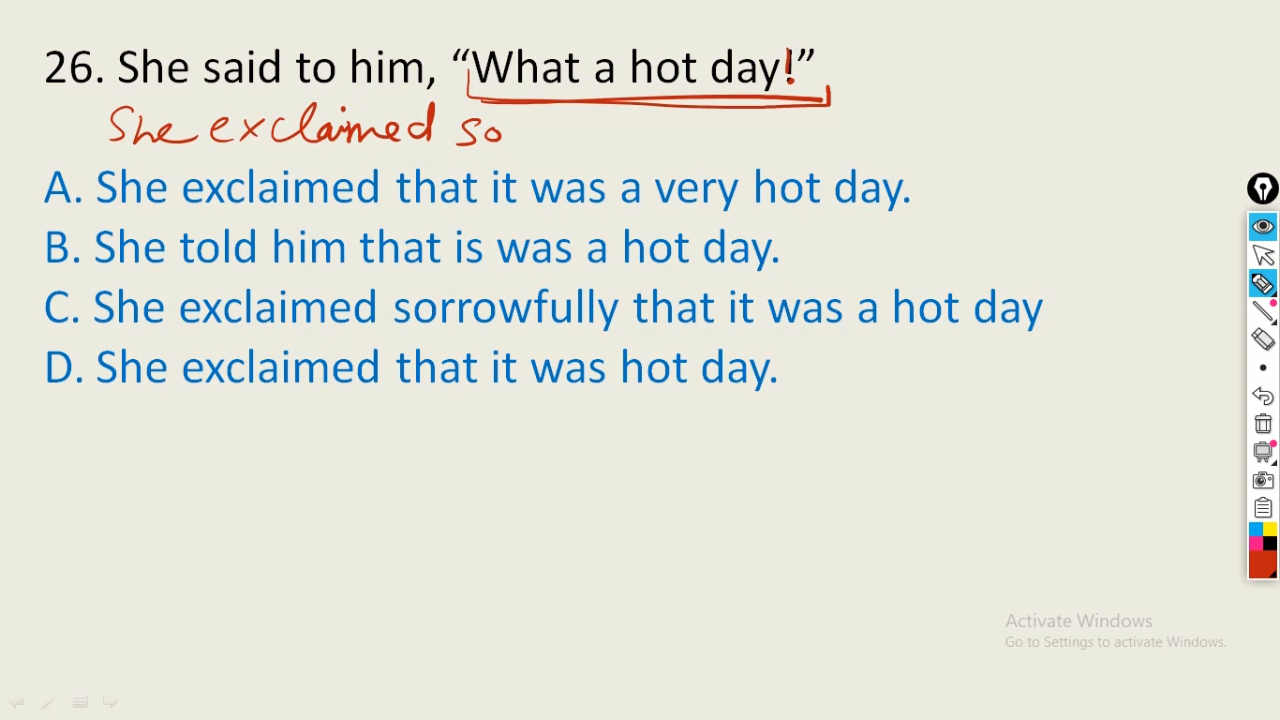 26. She said to him, “What a hot day!”
She exclaimed so
A. She exclaimed that it was a very hot day.
B. She told him that is was a hot day.
C. She exclaimed sorrowfully that it was a hot day
D. She exclaimed that it was hot day.
Activate Windows
Go to Settings to activate Windows.